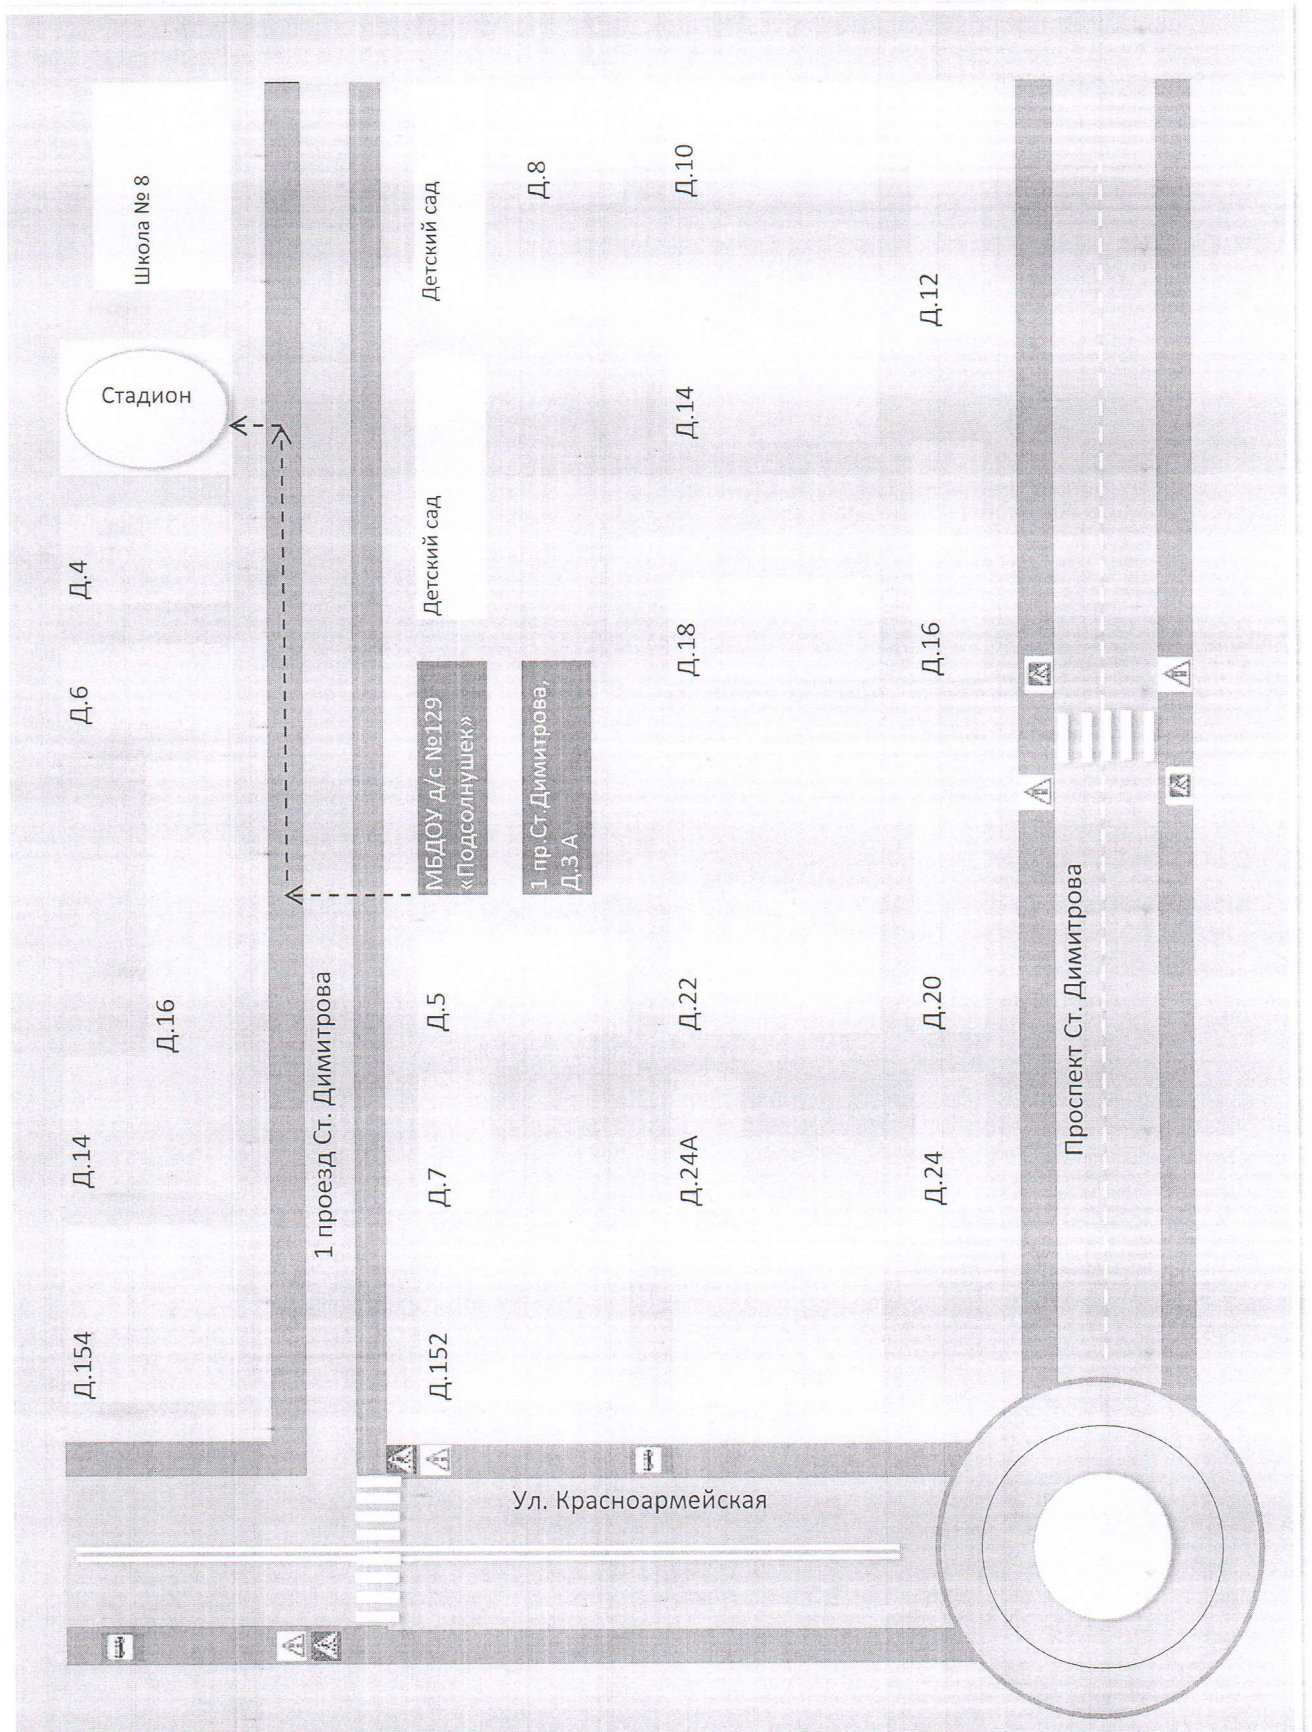 Школа № 8
Стадион
Д.4
Д.6
Д.16
Д.14
Д.154
1 проезд Ст. Димитрова
Детский сад
Детский сад
МБДОУ д/с №129
«Подсолнушек»
1 пр.Ст.Димитрова,
Д.3 А
Д.5
Д.7
Д.152
Д.8
Д.10
Д.14
Д.18
Д.22
Д.24А
Д.12
Д.16
Д.20
Д.24
Проспект Ст. Димитрова
Ул. Красноармейская